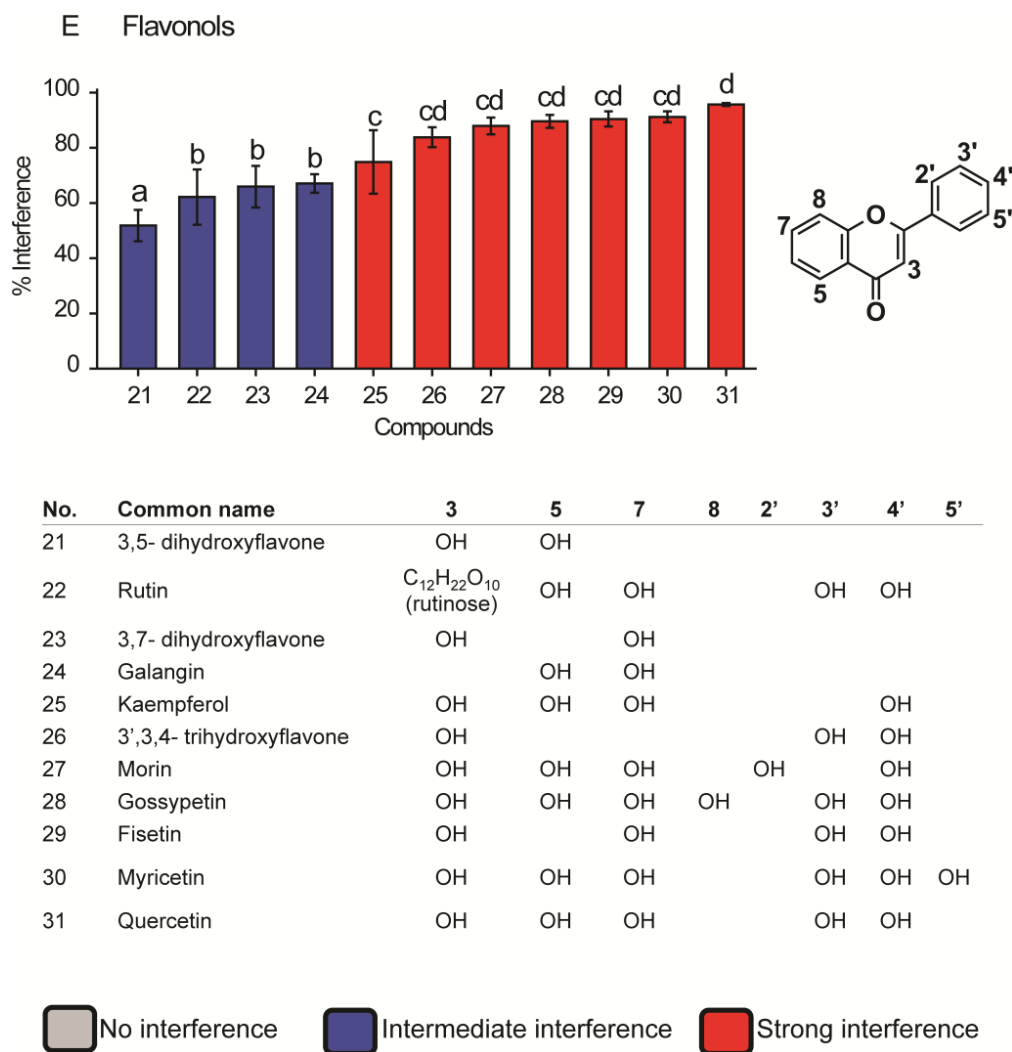 E Flavonols
% Interference
100
80
60
40
20
0
a b b b c cd cd cd cd cd d
21 22 23 24 25 26 27 28 29 30 31
Compounds
2' 3' 4' 5'
8
7 O
5 3
O
No. Common name 3 5 7 8 2’ 3’ 4’ 5’
21 3,5- dihydroxyflavone OH OH
22 Rutin C₁₂H₂₂O₁₀ (rutinose) OH OH OH OH
23 3,7- dihydroxyflavone OH OH
24 Galangin OH OH
25 Kaempferol OH OH OH OH
26 3’,3,4- trihydroxyflavone OH OH OH
27 Morin OH OH OH OH OH
28 Gossypetin OH OH OH OH OH OH
29 Fisetin OH OH OH OH
30 Myricetin OH OH OH OH OH OH
31 Quercetin OH OH OH OH OH
No interference Intermediate interference Strong interference